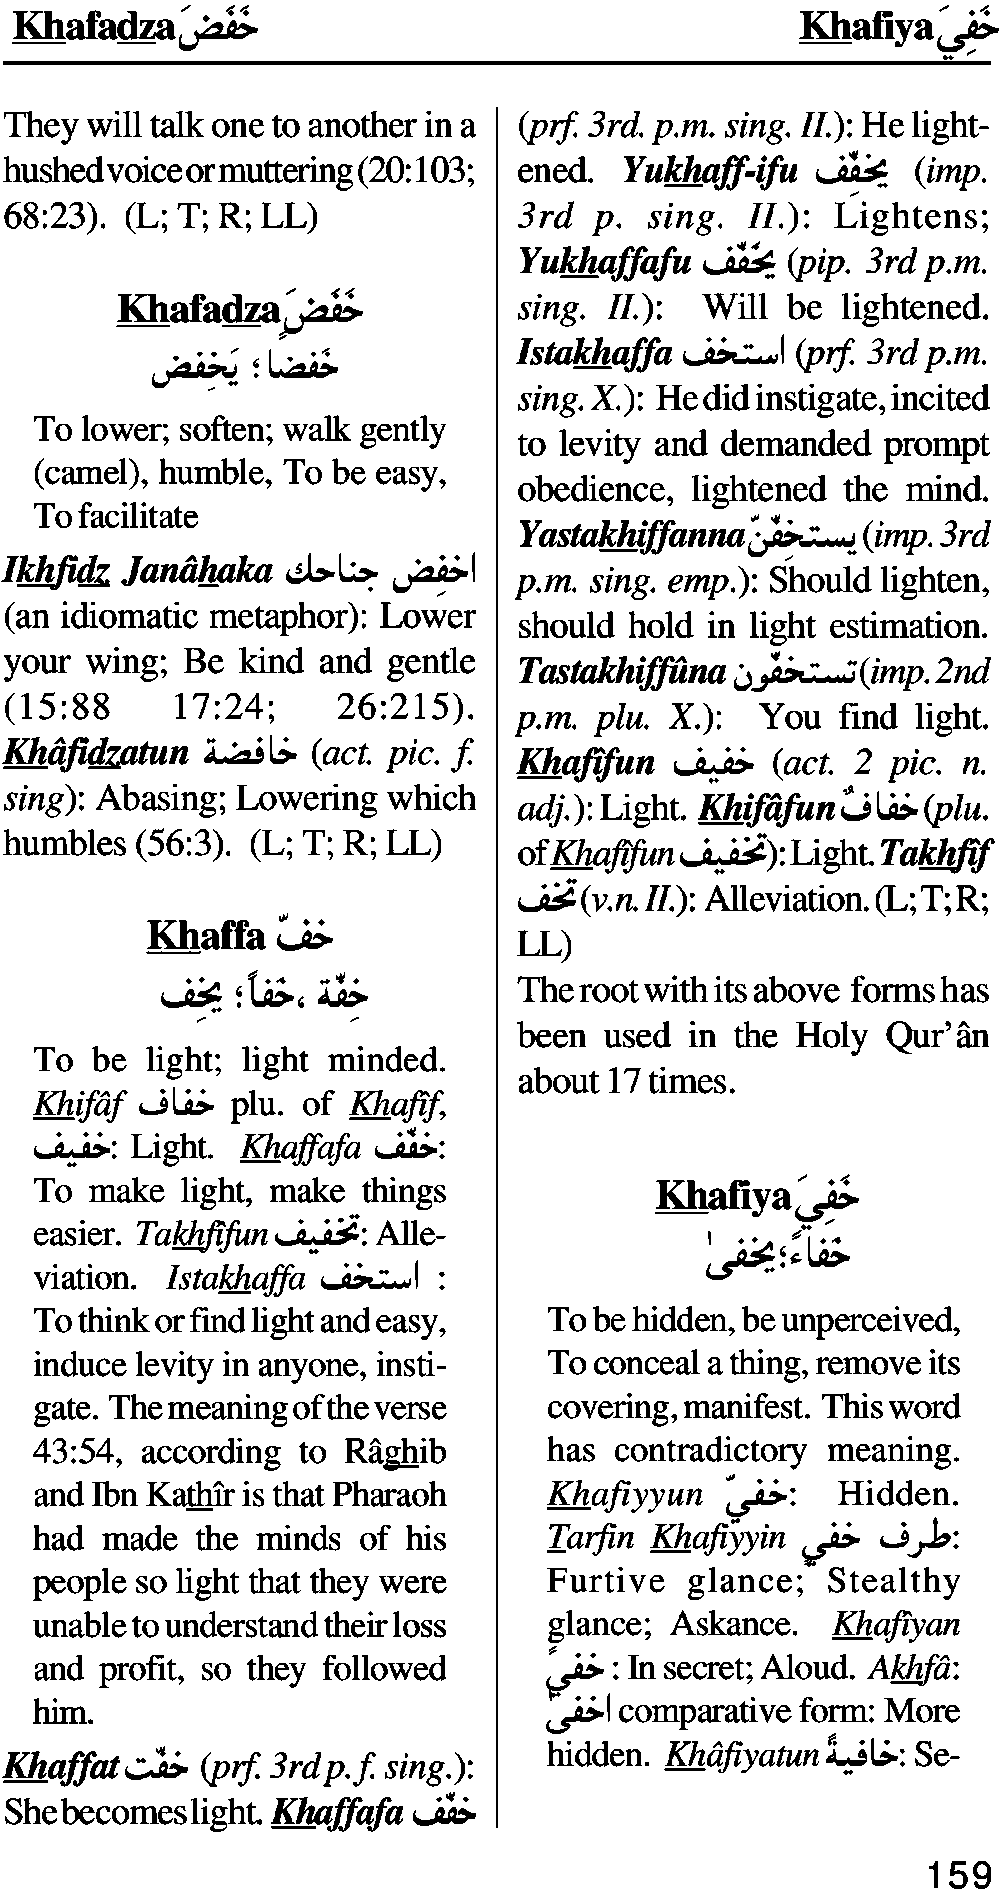 Khafadza خَفَضَ
Khafiya خَفِيَ
They will talk one to another in a
hushed voice or muttering (20:103;
68:23). (L; T; R; LL)
Khafadza خَفَضَ
خَفضا ؛ يَخفِض
To lower; soften; walk gently
(camel), humble, To be easy,
To facilitate
Ikhfidz Janâhaka اخفِض جناحك
(an idiomatic metaphor): Lower
your wing; Be kind and gentle
(15:88 17:24; 26:215).
Khâfidzatun خافضة (act. pic. f.
sing): Abasing; Lowering which
humbles (56:3). (L; T; R; LL)
Khaffa خفّ
خِفّة ، خَفاً ؛ يخِف
To be light; light minded.
Khifâf خفاف plu. of Khafîf,
خفيف: Light. Khaffafa خفّف:
To make light, make things
easier. Takhfîfun تخفيف: Alle-
viation. Istakhaffa استخف :
To think or find light and easy,
induce levity in anyone, insti-
gate. The meaning of the verse
43:54, according to Râghib
and Ibn Kathîr is that Pharaoh
had made the minds of his
people so light that they were
unable to understand their loss
and profit, so they followed
him.
Khaffat خفّت (prf. 3rd p. f. sing.):
She becomes light. Khaffafa خفّف
(prf. 3rd. p.m. sing. II.): He light-
ened. Yukhaff-ifu يخفِّف (imp.
3rd p. sing. II.): Lightens;
Yukhaffafu يُخَفَّف (pip. 3rd p.m.
sing. II.): Will be lightened.
Istakhaffa استخف (prf. 3rd p.m.
sing. X.): He did instigate, incited
to levity and demanded prompt
obedience, lightened the mind.
Yastakhiffanna يستخِفّنّ (imp. 3rd
p.m. sing. emp.): Should lighten,
should hold in light estimation.
Tastakhiffûna تستخفّون (imp. 2nd
p.m. plu. X.): You find light.
Khafîfun خفيف (act. 2 pic. n.
adj.): Light. Khifâfun خفافٌ (plu.
of Khafîfun تخفيف): Light. Takhfîf
تخفف (v.n. II.): Alleviation. (L; T; R;
LL)
The root with its above forms has
been used in the Holy Qur’ân
about 17 times.
Khafiya خَفِيَ
خَفاءً؛ يخفىٰ
To be hidden, be unperceived,
To conceal a thing, remove its
covering, manifest. This word
has contradictory meaning.
Khafiyyun خفيّ: Hidden.
Tarfin Khafiyyin طرف خفي:
Furtive glance; Stealthy
glance; Askance. Khafîyan
خفيً : In secret; Aloud. Akhfâ:
اخفىٰ comparative form: More
hidden. Khâfiyatun خافيةً: Se-
159